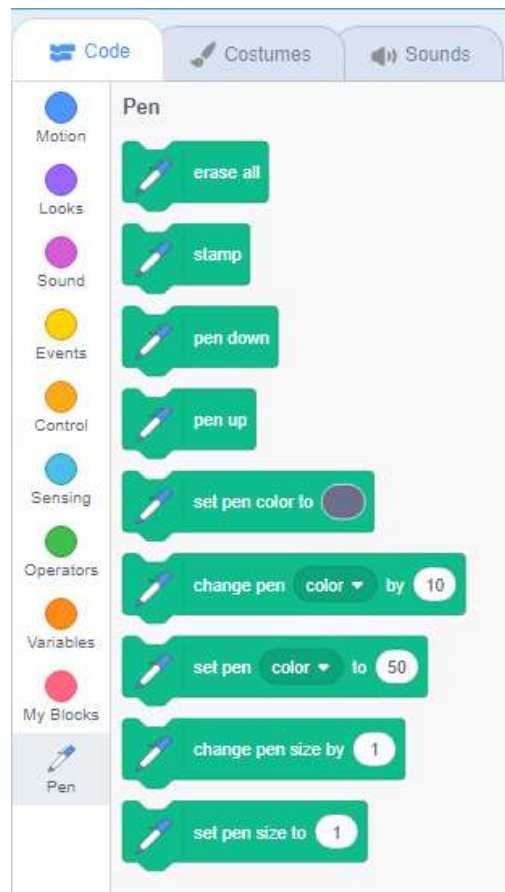 Code Costumes Sounds
Motion
Looks
Sound
Events
Control
Sensing
Operators
Variables
My Blocks
Pen
Pen
erase all
stamp
pen down
pen up
set pen color to
change pen color by 10
set pen color to 50
change pen size by 1
set pen size to 1